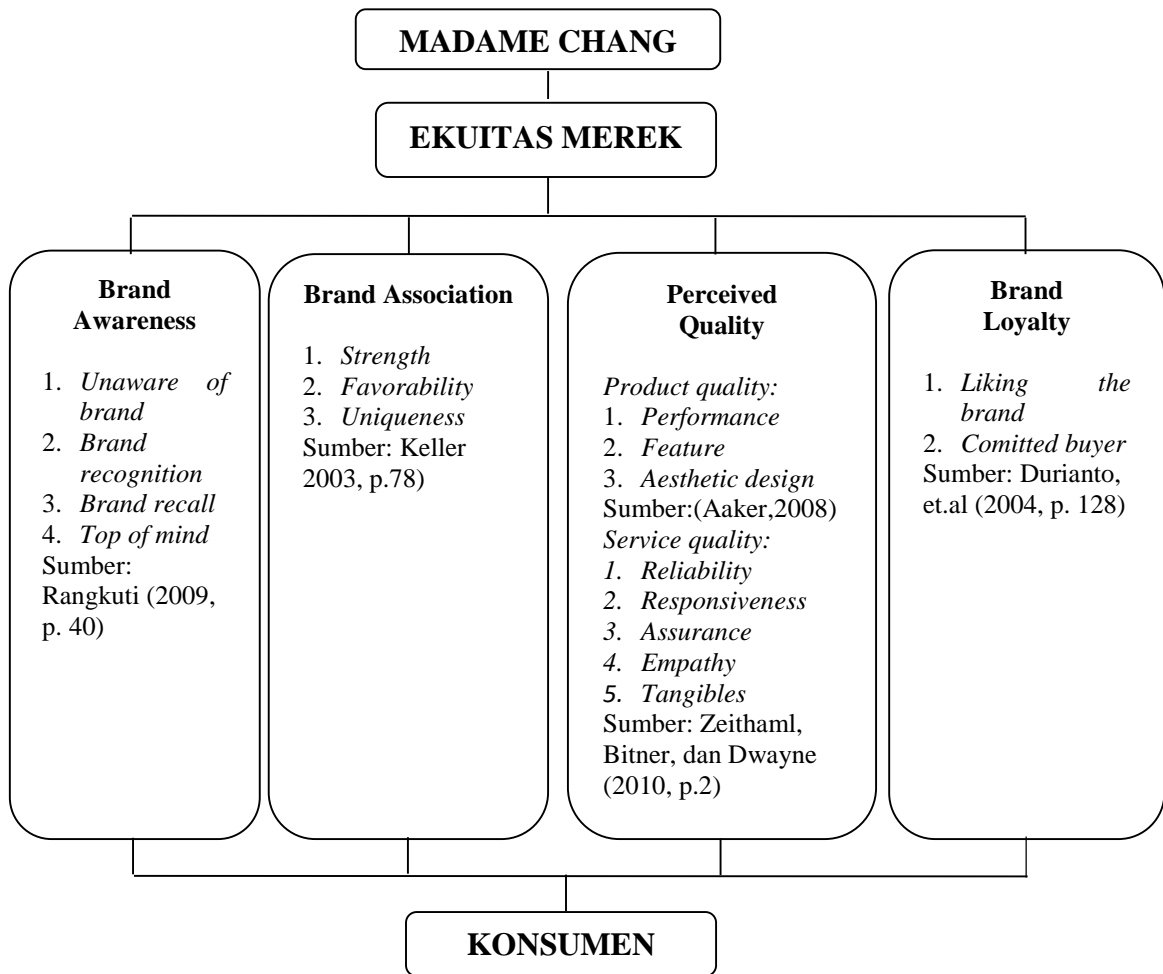 MADAME CHANG
EKUITAS MEREK
Brand
Awareness
1. Unaware of
brand
2. Brand
recognition
3. Brand recall
4. Top of mind
Sumber:
Rangkuti (2009,
p. 40)
Brand Association
1. Strength
2. Favorability
3. Uniqueness
Sumber: Keller
2003, p.78)
Perceived
Quality
Product quality:
1. Performance
2. Feature
3. Aesthetic design
Sumber:(Aaker,2008)
Service quality:
1. Reliability
2. Responsiveness
3. Assurance
4. Empathy
5. Tangibles
Sumber: Zeithaml,
Bitner, dan Dwayne
(2010, p.2)
Brand
Loyalty
1. Liking the
brand
2. Comitted buyer
Sumber: Durianto,
et.al (2004, p. 128)
KONSUMEN